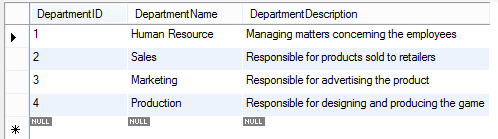 DepartmentID DepartmentName DepartmentDescription
1 Human Resource Managing matters concerning the employees
2 Sales Responsible for products sold to retailers
3 Marketing Responsible for advertising the product
4 Production Responsible for designing and producing the game
NULL NULL NULL